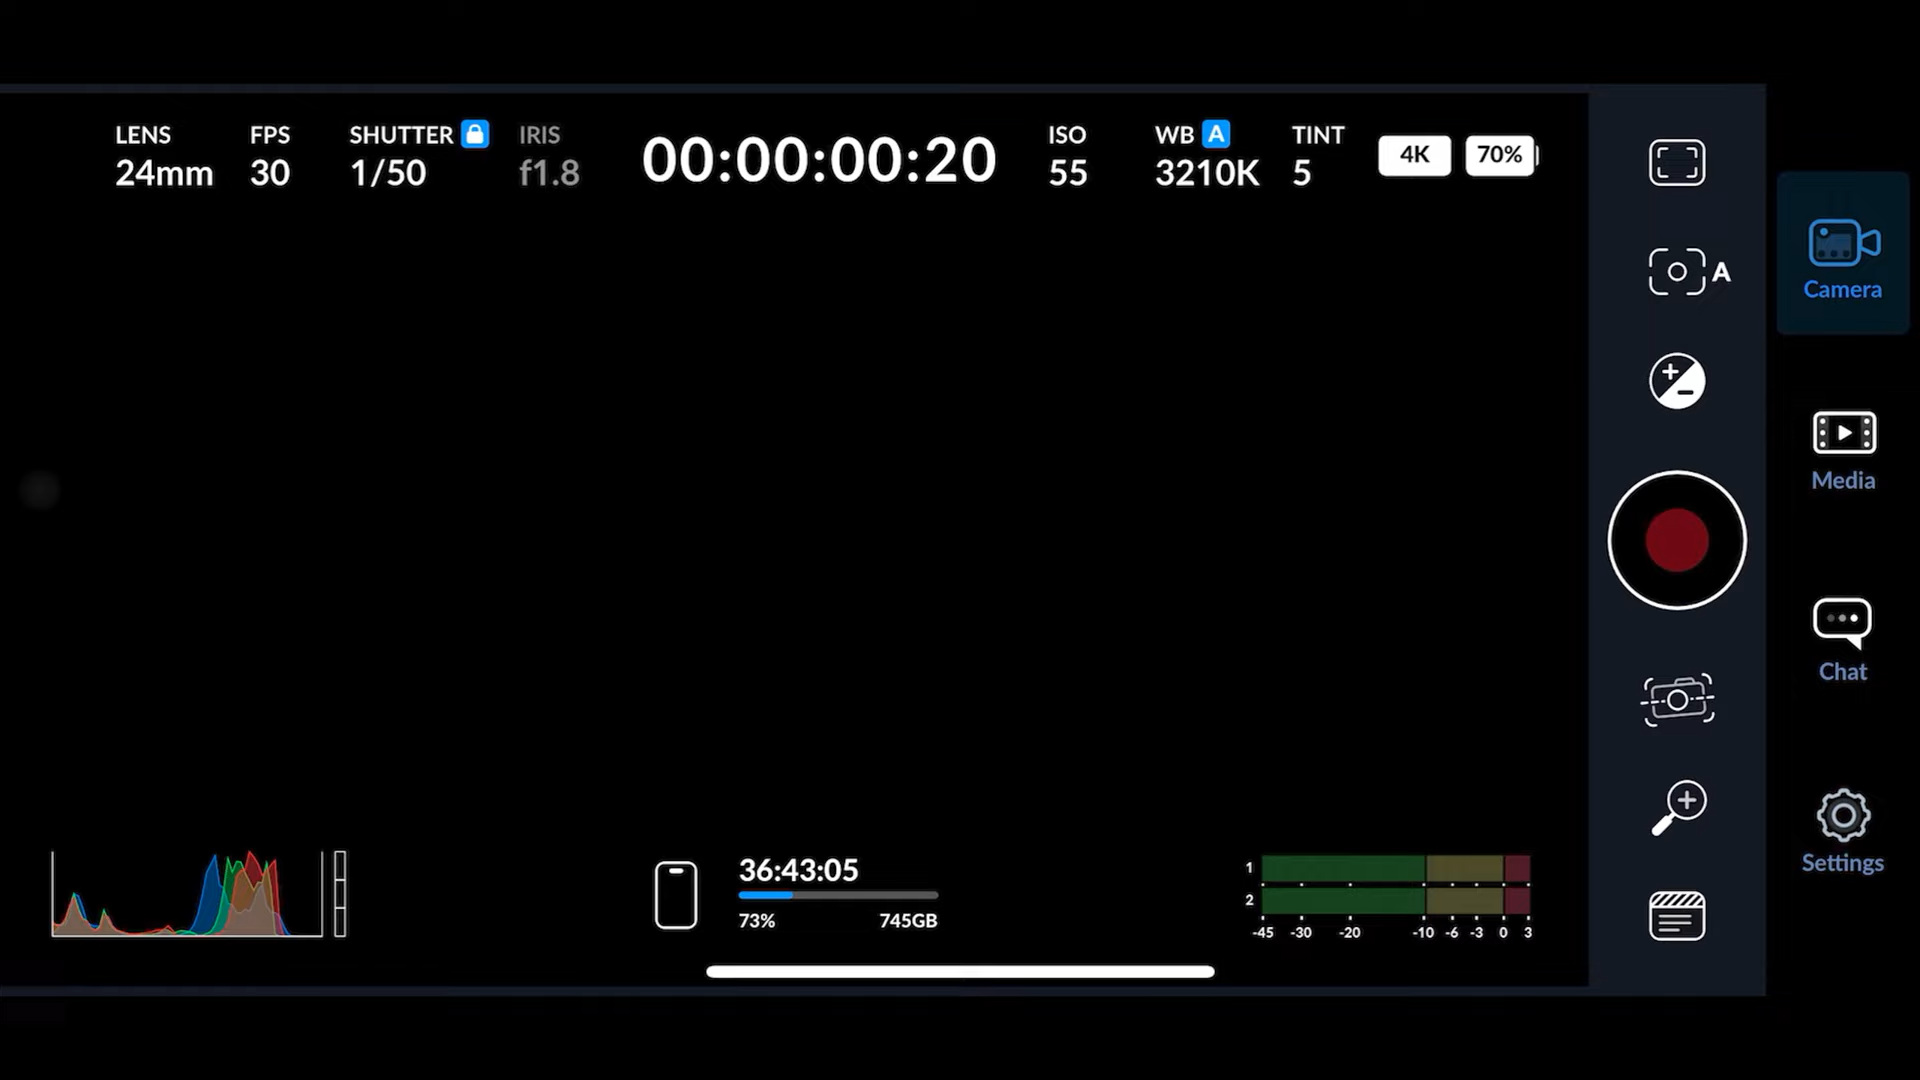 LENS FPS SHUTTER IRIS ISO WB A TINT
24mm 30 1/50 f1.8 00:00:00:20 55 3210K 5 4K 70%
A
Camera
Media
Chat
Settings
36:43:05
73% 745GB
1
2
-45 -30 -20 -10 -6 -3 0 3